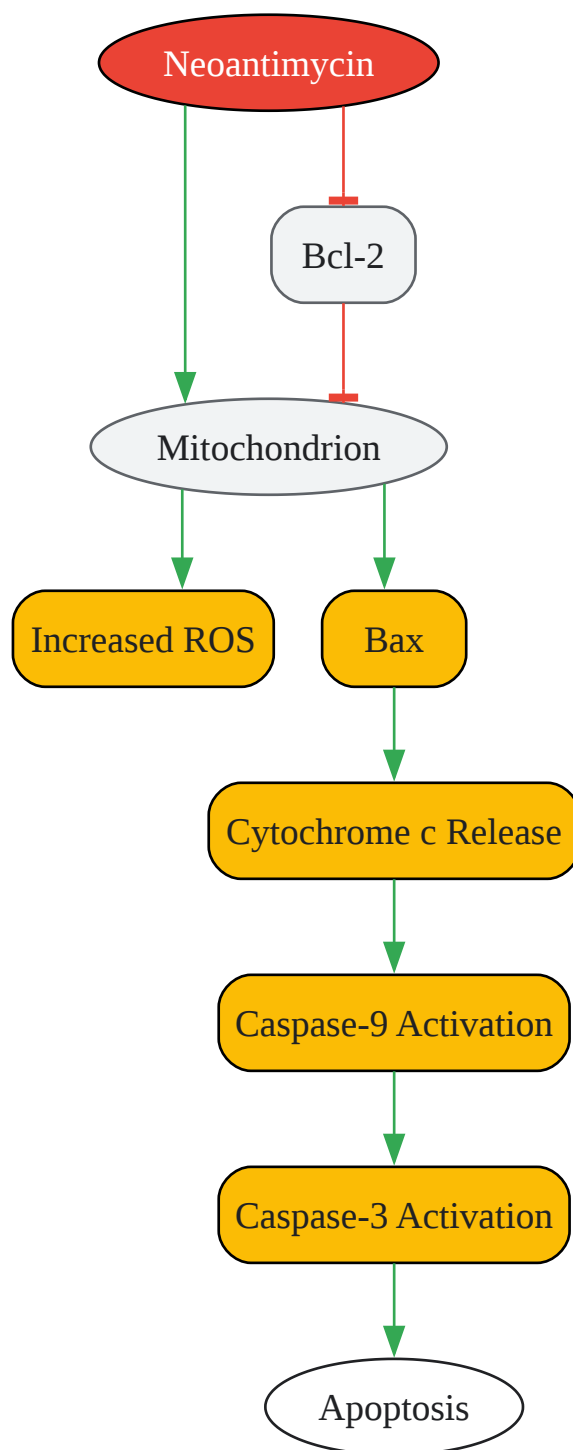 Neoantimycin
Bcl-2
Mitochondrion
Increased ROS
Bax
Cytochrome c Release
Caspase-9 Activation
Caspase-3 Activation
Apoptosis